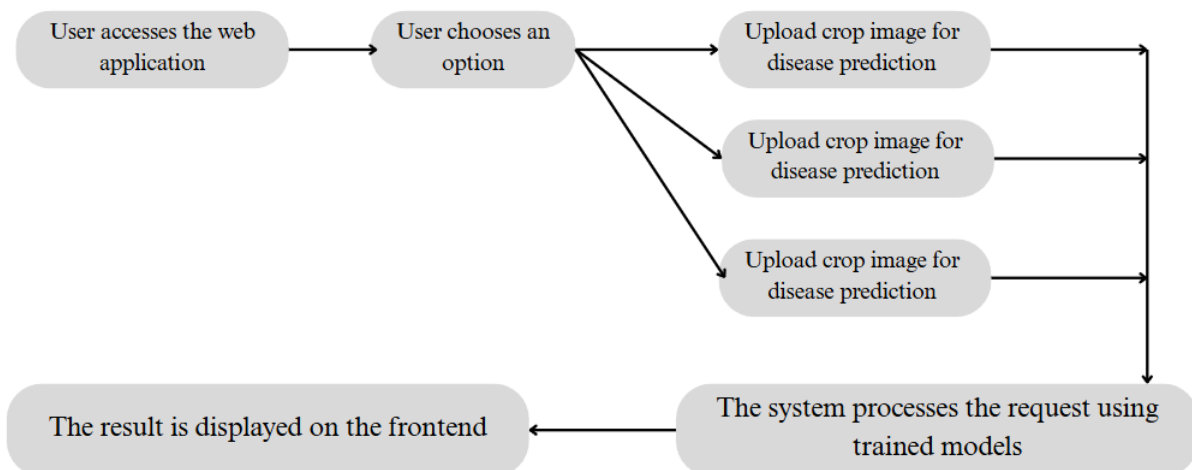 User accesses the web
application
User chooses an
option
Upload crop image for
disease prediction
Upload crop image for
disease prediction
Upload crop image for
disease prediction
The system processes the request using
trained models
The result is displayed on the frontend